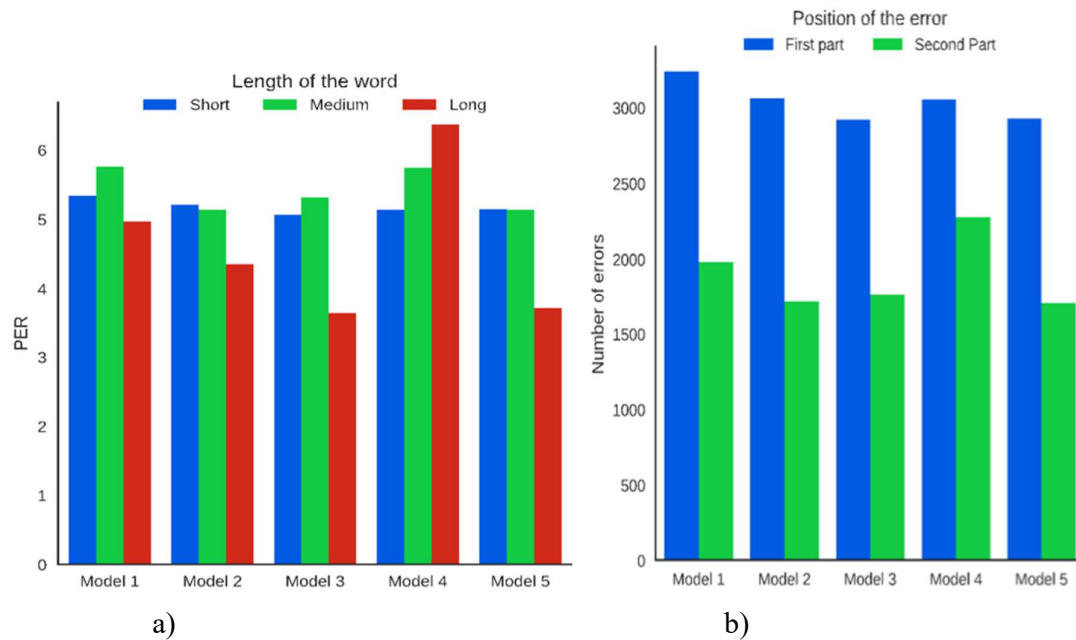 Length of the word
Short Medium Long
PER
6
5
4
3
2
1
0
Model 1 Model 2 Model 3 Model 4 Model 5
a)
Position of the error
First part Second Part
Number of errors
3000
2500
2000
1500
1000
500
0
Model 1 Model 2 Model 3 Model 4 Model 5
b)